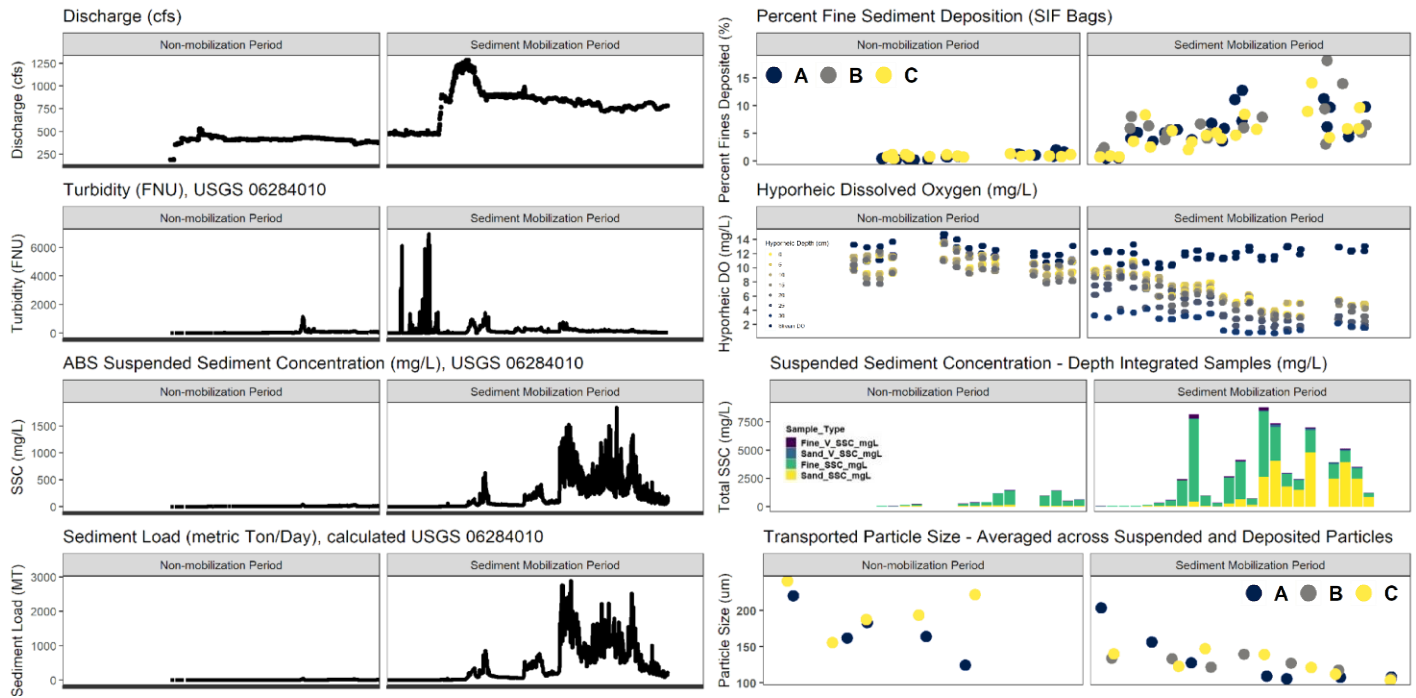 Discharge (cfs)
Non-mobilization Period
Sediment Mobilization Period
Discharge (cfs)
1250
1000
750
500
250
Turbidity (FNU), USGS 06284010
Non-mobilization Period
Sediment Mobilization Period
Turbidity (FNU)
6000
4000
2000
0
ABS Suspended Sediment Concentration (mg/L), USGS 06284010
Non-mobilization Period
Sediment Mobilization Period
SSC (mg/L)
1500
1000
500
0
Sediment Load (metric Ton/Day), calculated USGS 06284010
Non-mobilization Period
Sediment Mobilization Period
Sediment Load (MT)
3000
2000
1000
0
Percent Fine Sediment Deposition (SIF Bags)
Non-mobilization Period
Sediment Mobilization Period
Percent Fines Deposited (%)
15
10
5
0
A B C
Hyporheic Dissolved Oxygen (mg/L)
Non-mobilization Period
Sediment Mobilization Period
Hyporheic DO (mg/L)
14
12
10
8
6
4
2
Hyporheic Depth (cm)
0
5
10
15
20
25
30
Stream DO
Suspended Sediment Concentration - Depth Integrated Samples (mg/L)
Non-mobilization Period
Sediment Mobilization Period
Total SSC (mg/L)
7500
5000
2500
0
Sample_Type
Fine_V_SSC_mgL
Sand_V_SSC_mgL
Fine_SSC_mgL
Sand_SSC_mgL
Transported Particle Size - Averaged across Suspended and Deposited Particles
Non-mobilization Period
Sediment Mobilization Period
Particle Size (um)
200
150
100
A B C